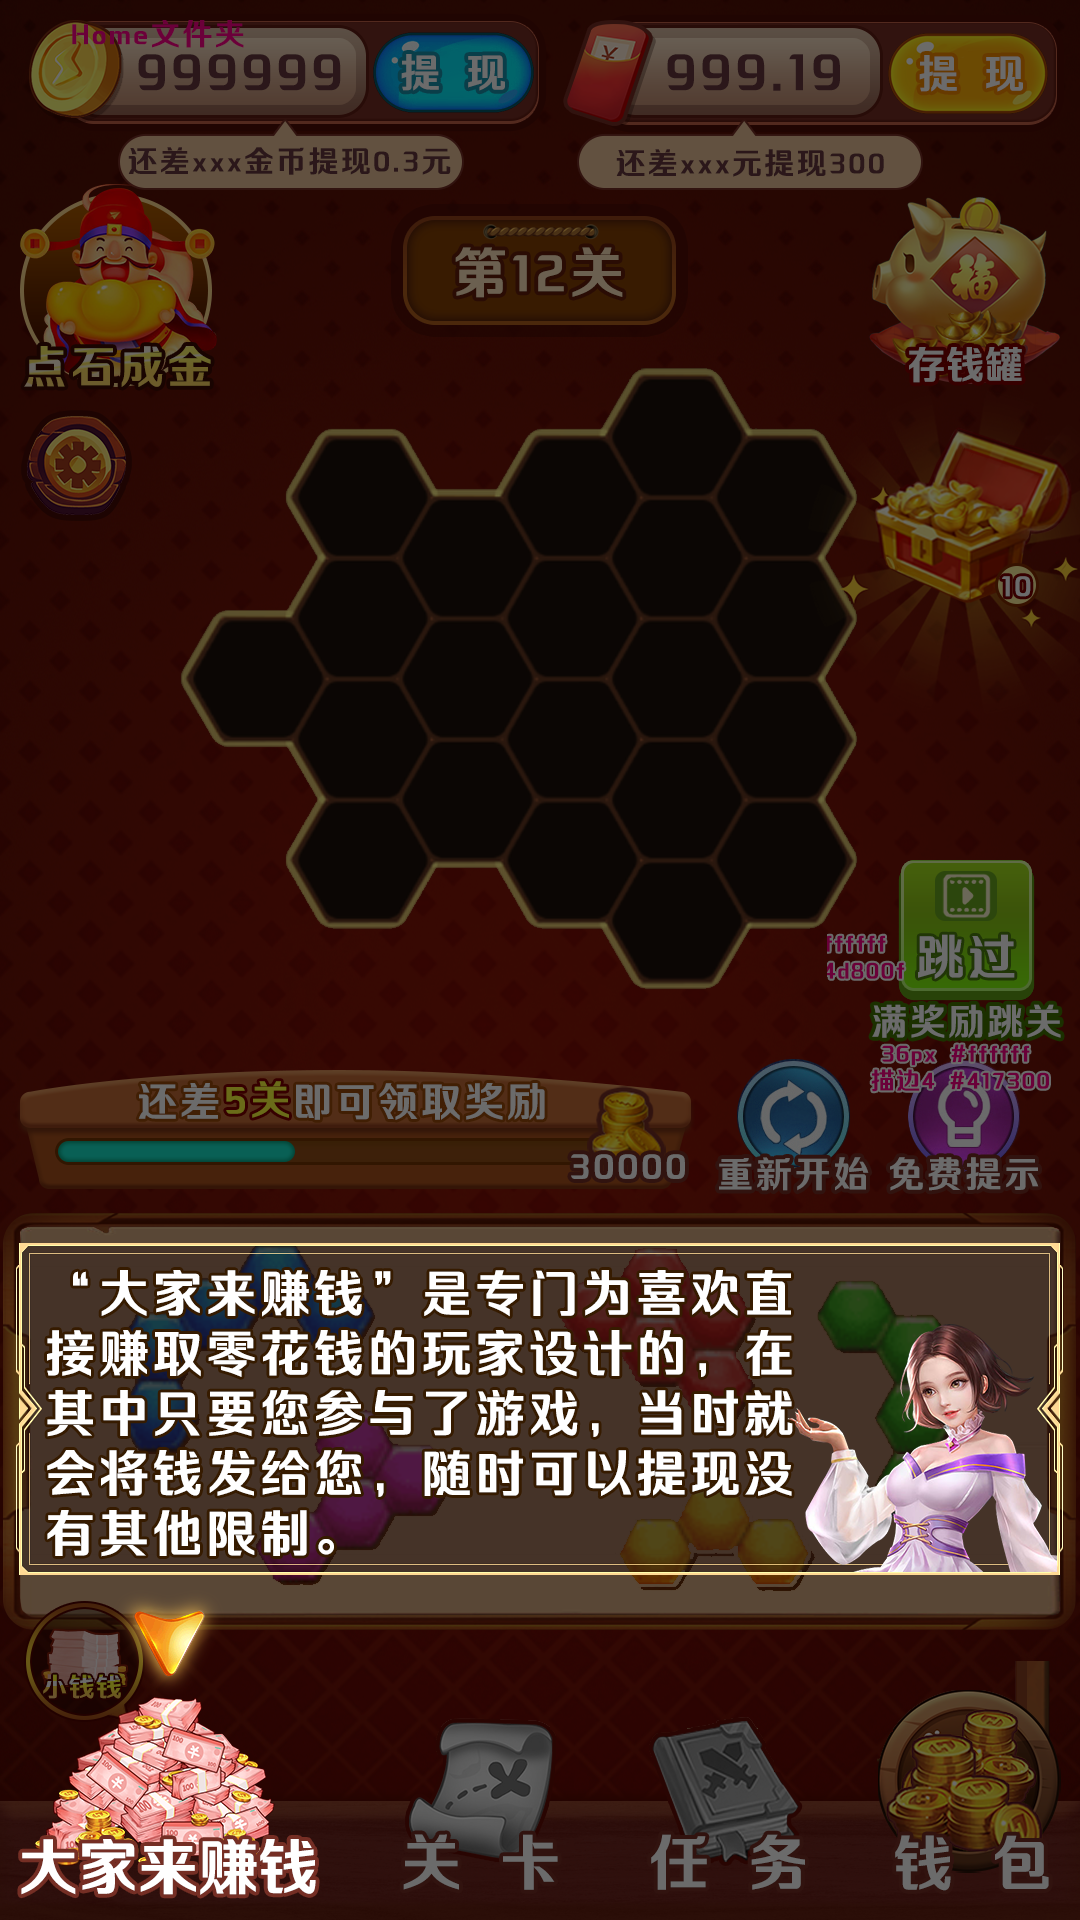 Home文件夹
999999
提 现
999.19
提 现
还差xxx金币提现0.3元
还差xxx元提现300
第12关
福
点石成金
存钱罐
10
ffffff
4d800f
跳过
满奖励跳关
36px #ffffff
描边4 #417300
还差5关即可领取奖励
30000
重新开始
免费提示
“大家来赚钱”是专门为喜欢直
接赚取零花钱的玩家设计的，在
其中只要您参与了游戏，当时就
会将钱发给您，随时可以提现没
有其他限制。
小钱钱
大家来赚钱
关 卡
任 务
钱 包